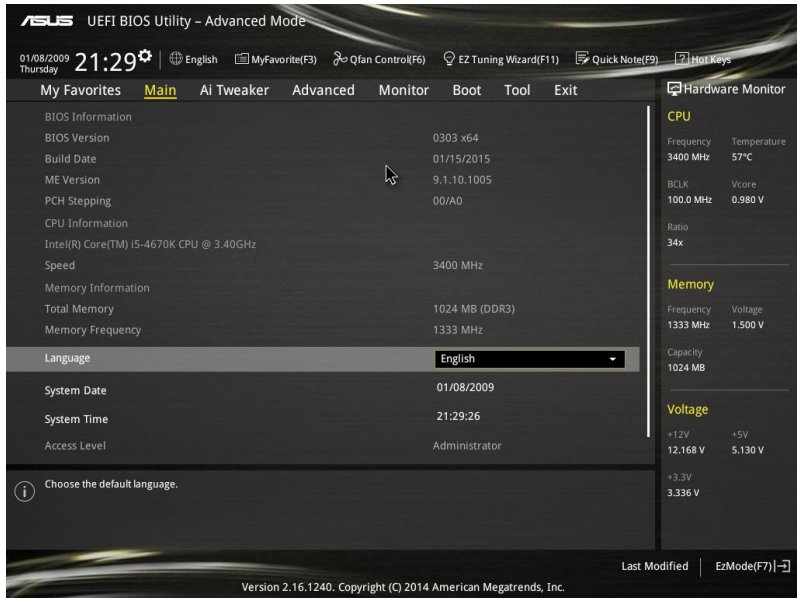 ASUS UEFI BIOS Utility – Advanced Mode
01/08/2009
Thursday
21:29
English
MyFavorite(F3)
Qfan Control(F6)
EZ Tuning Wizard(F11)
Quick Note(F9)
? Hot Keys
My Favorites Main Ai Tweaker Advanced Monitor Boot Tool Exit
BIOS Information
BIOS Version 0303 x64
Build Date 01/15/2015
ME Version 9.1.10.1005
PCH Stepping 00/A0
CPU Information
Intel(R) Core(TM) i5-4670K CPU @ 3.40GHz
Speed 3400 MHz
Memory Information
Total Memory 1024 MB (DDR3)
Memory Frequency 1333 MHz
Language English
System Date 01/08/2009
System Time 21:29:26
Access Level Administrator
i Choose the default language.
Hardware Monitor
CPU
Frequency Temperature
3400 MHz 57°C
BCLK Vcore
100.0 MHz 0.980 V
Ratio
34x
Memory
Frequency Voltage
1333 MHz 1.500 V
Capacity
1024 MB
Voltage
+12V +5V
12.168 V 5.130 V
+3.3V
3.336 V
Last Modified EzMode(F7)
Version 2.16.1240. Copyright (C) 2014 American Megatrends, Inc.